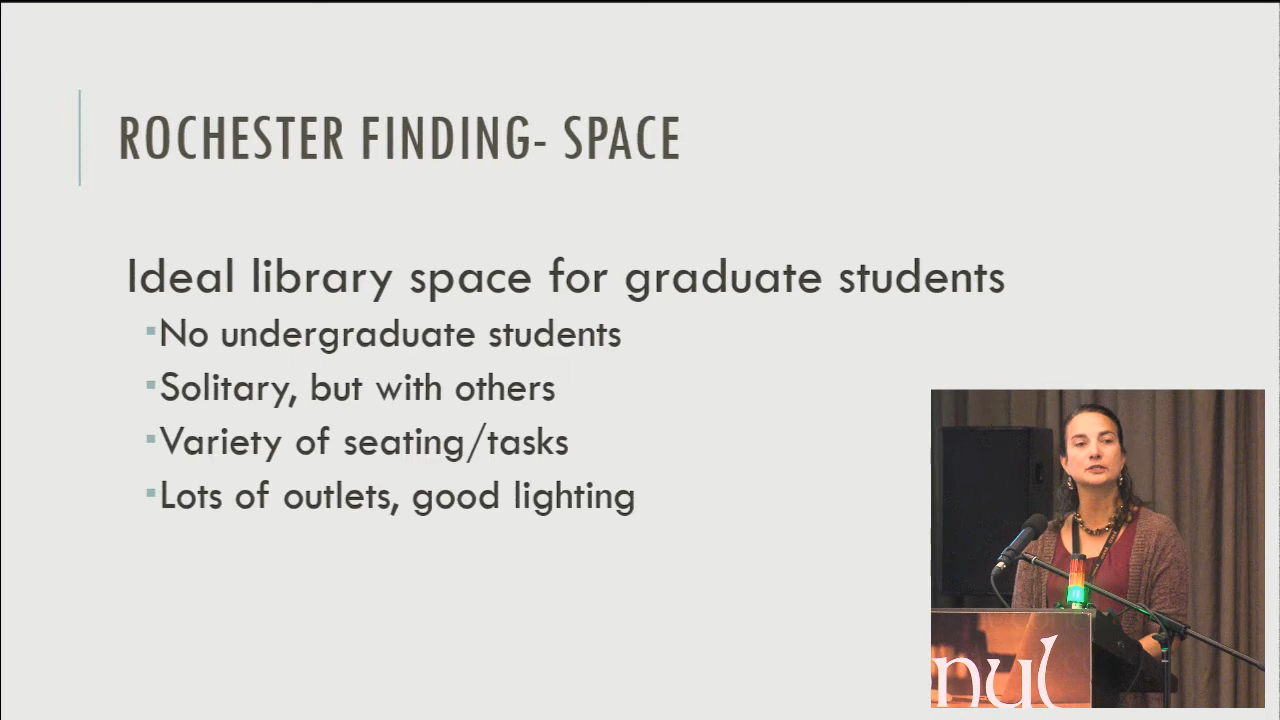 ROCHESTER FINDING- SPACE
Ideal library space for graduate students
▪No undergraduate students
▪Solitary, but with others
▪Variety of seating/tasks
▪Lots of outlets, good lighting
nul